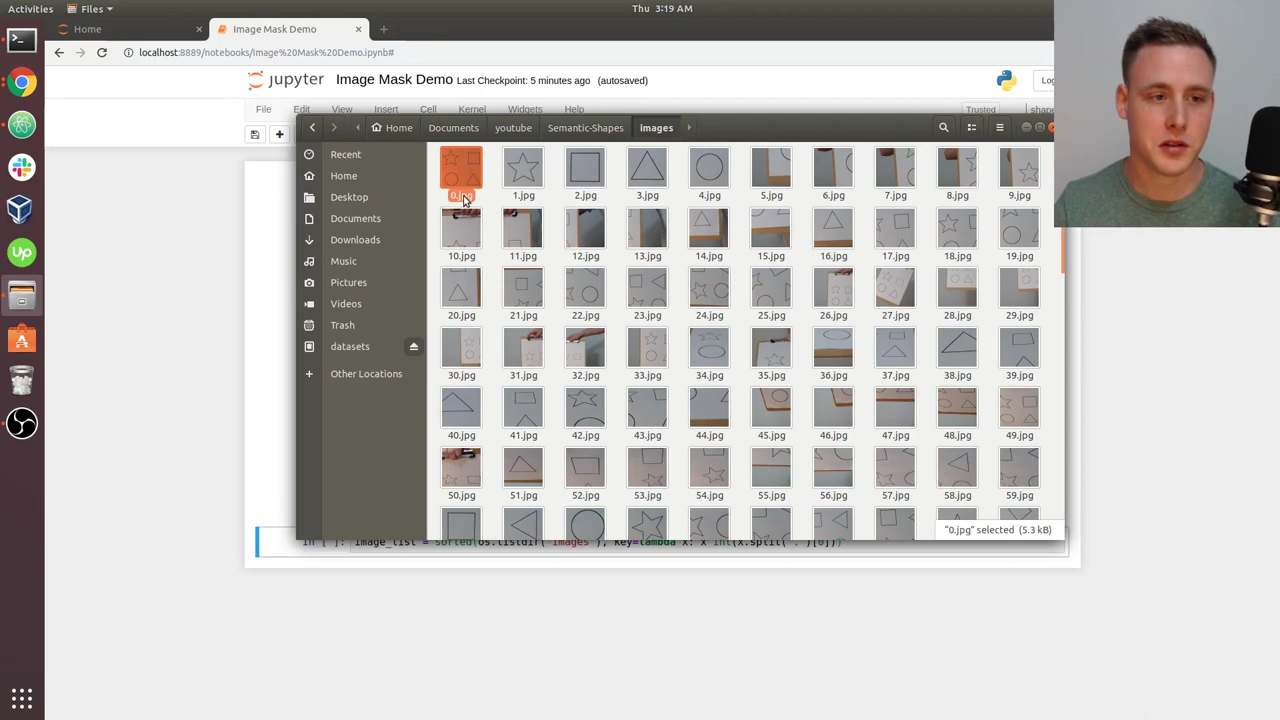 Activities Files Thu 3:19 AM
Home Image Mask Demo
localhost:8889/notebooks/Image%20Mask%20Demo.ipynb#
jupyter Image Mask Demo Last Checkpoint: 5 minutes ago (autosaved)
File Edit View Insert Cell Kernel Widgets Help Trusted
Home Documents youtube Semantic-Shapes images
Recent
Home
Desktop
Documents
Downloads
Music
Pictures
Videos
Trash
datasets
Other Locations
0.jpg 1.jpg 2.jpg 3.jpg 4.jpg 5.jpg 6.jpg 7.jpg 8.jpg 9.jpg
10.jpg 11.jpg 12.jpg 13.jpg 14.jpg 15.jpg 16.jpg 17.jpg 18.jpg 19.jpg
20.jpg 21.jpg 22.jpg 23.jpg 24.jpg 25.jpg 26.jpg 27.jpg 28.jpg 29.jpg
30.jpg 31.jpg 32.jpg 33.jpg 34.jpg 35.jpg 36.jpg 37.jpg 38.jpg 39.jpg
40.jpg 41.jpg 42.jpg 43.jpg 44.jpg 45.jpg 46.jpg 47.jpg 48.jpg 49.jpg
50.jpg 51.jpg 52.jpg 53.jpg 54.jpg 55.jpg 56.jpg 57.jpg 58.jpg 59.jpg
"0.jpg" selected (5.3 kB)
In [ ]: image_list = sorted(os.listdir('images'), key=lambda x: x int(x.split('.')[0]))
up